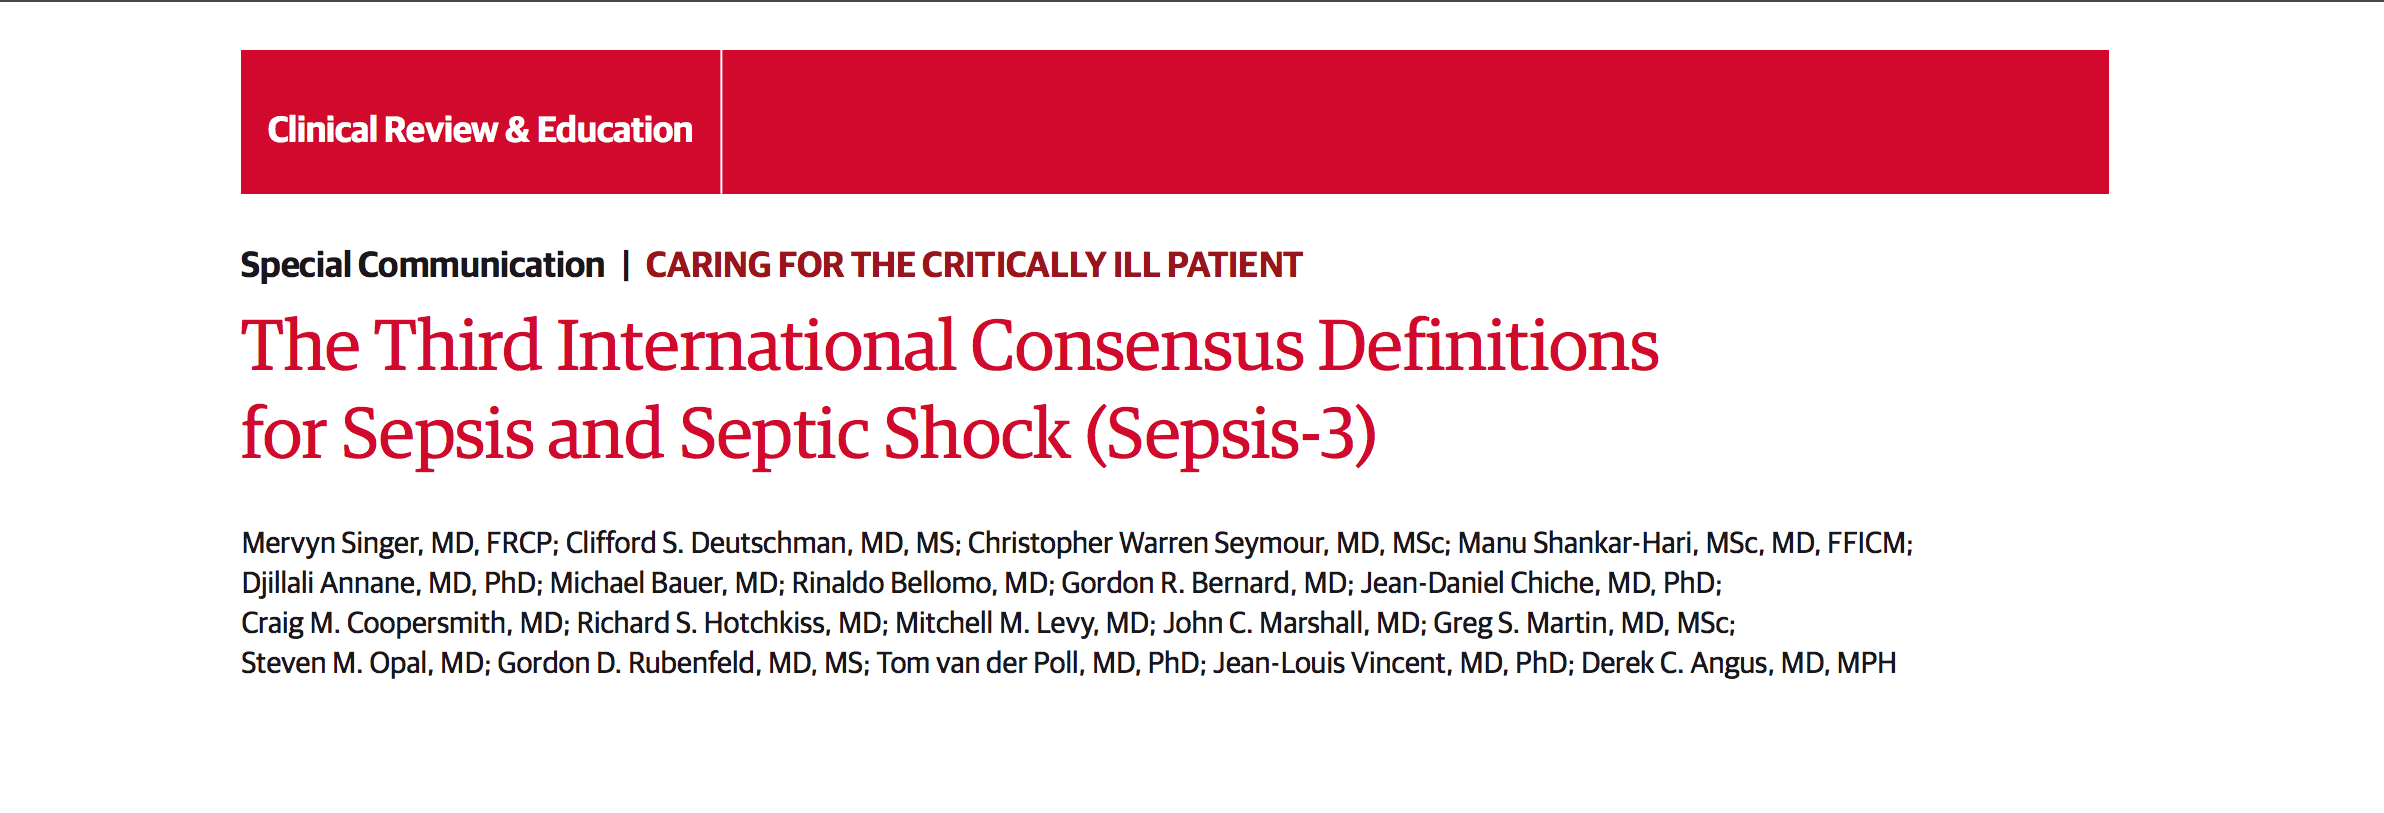 Clinical Review & Education
Special Communication | CARING FOR THE CRITICALLY ILL PATIENT
The Third International Consensus Definitions
for Sepsis and Septic Shock (Sepsis-3)
Mervyn Singer, MD, FRCP; Clifford S. Deutschman, MD, MS; Christopher Warren Seymour, MD, MSc; Manu Shankar-Hari, MSc, MD, FFICM;
Djillali Annane, MD, PhD; Michael Bauer, MD; Rinaldo Bellomo, MD; Gordon R. Bernard, MD; Jean-Daniel Chiche, MD, PhD;
Craig M. Coopersmith, MD; Richard S. Hotchkiss, MD; Mitchell M. Levy, MD; John C. Marshall, MD; Greg S. Martin, MD, MSc;
Steven M. Opal, MD; Gordon D. Rubenfeld, MD, MS; Tom van der Poll, MD, PhD; Jean-Louis Vincent, MD, PhD; Derek C. Angus, MD, MPH